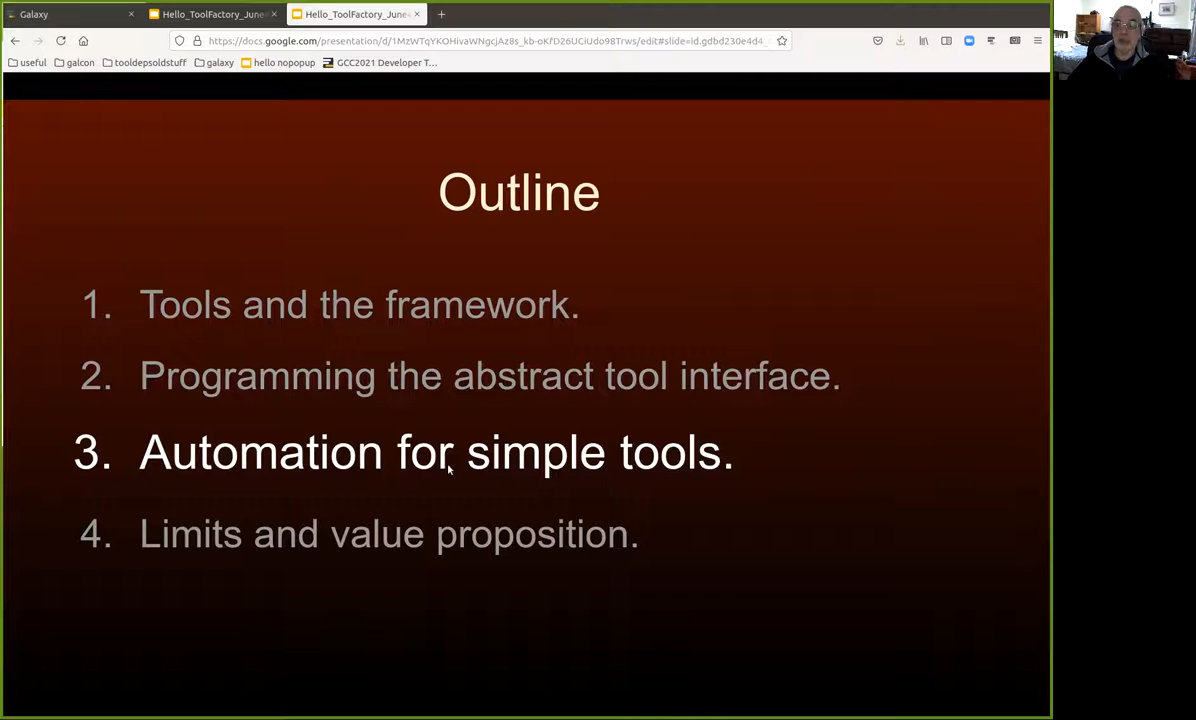 Galaxy
Hello_ToolFactory_June
Hello_ToolFactory_June
https://docs.google.com/presentation/d/1MzWTqYKOHivaWNgcjAz8s_kb-oKfD26UCiUdo98Trws/edit#slide=id.gbd230e4d4_
useful
galcon
tooldepsoldstuff
galaxy
hello nopopup
GCC2021 Developer T...
Outline
1. Tools and the framework.
2. Programming the abstract tool interface.
3. Automation for simple tools.
4. Limits and value proposition.